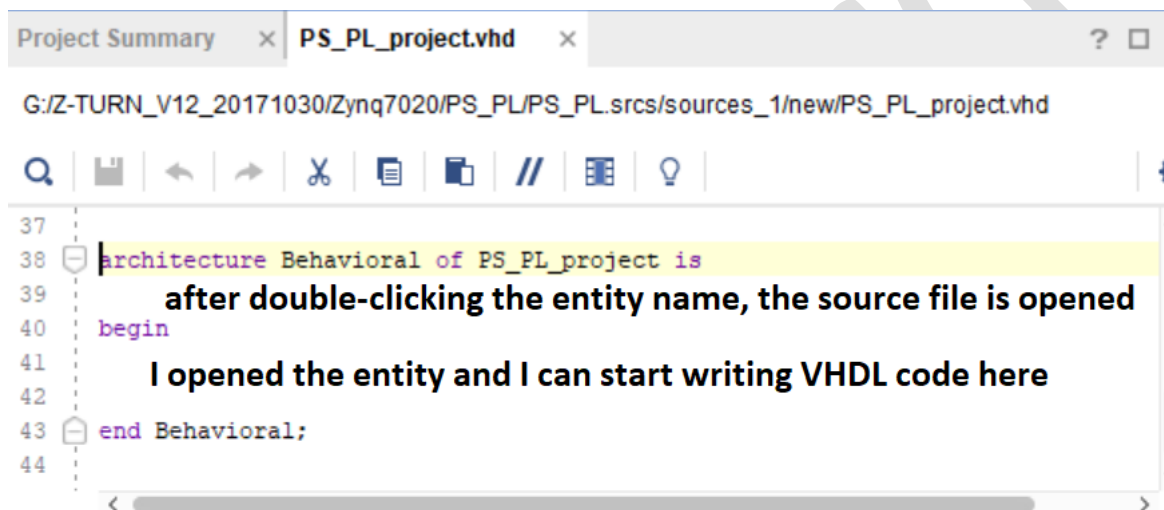 Project Summary × PS_PL_project.vhd × ?
G:/Z-TURN_V12_20171030/Zynq7020/PS_PL/PS_PL.srcs/sources_1/new/PS_PL_project.vhd
37
38 architecture Behavioral of PS_PL_project is
39 after double-clicking the entity name, the source file is opened
40 begin
41 I opened the entity and I can start writing VHDL code here
42
43 end Behavioral;
44